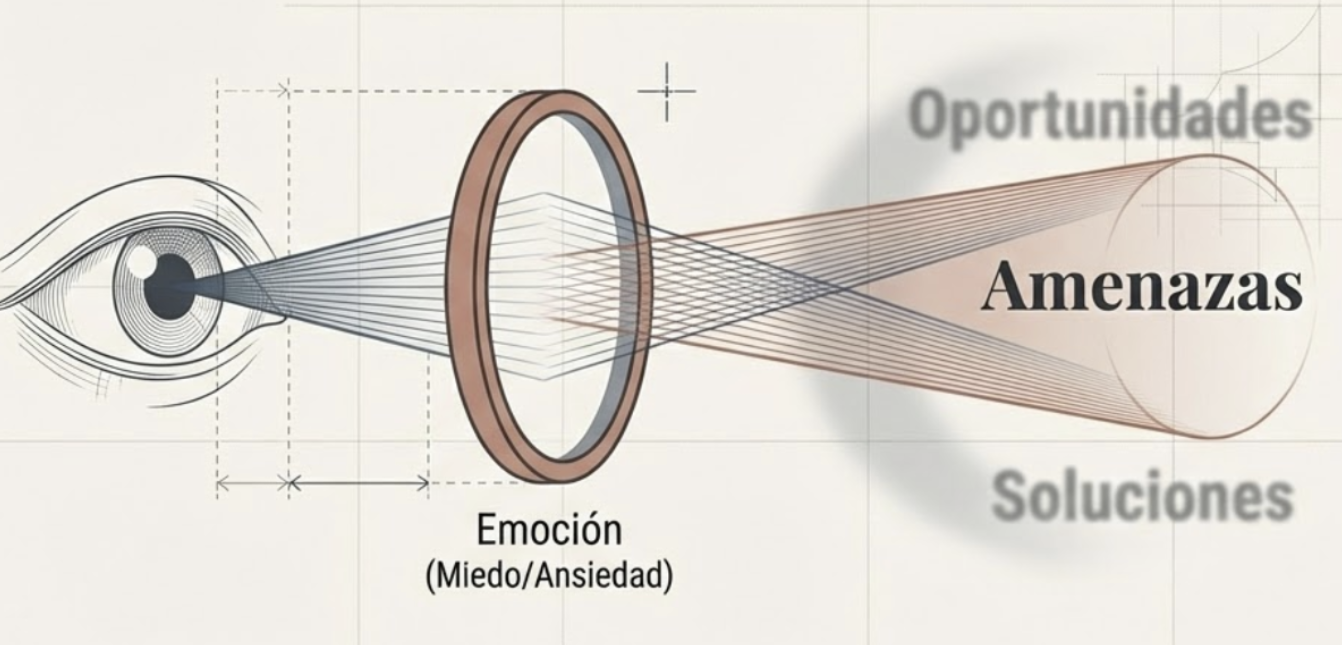 Oportunidades
Amenazas
Soluciones
Emoción
(Miedo/Ansiedad)